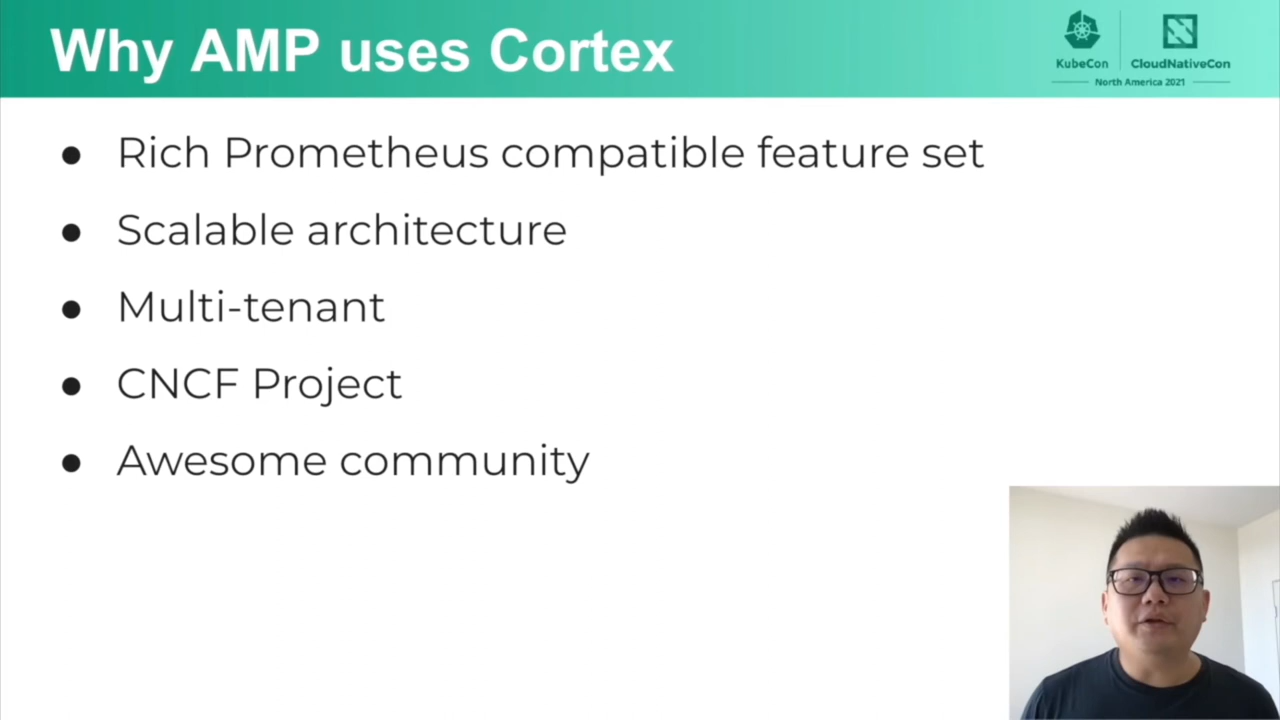 Why AMP uses Cortex
KubeCon
CloudNativeCon
North America 2021
● Rich Prometheus compatible feature set
● Scalable architecture
● Multi-tenant
● CNCF Project
● Awesome community